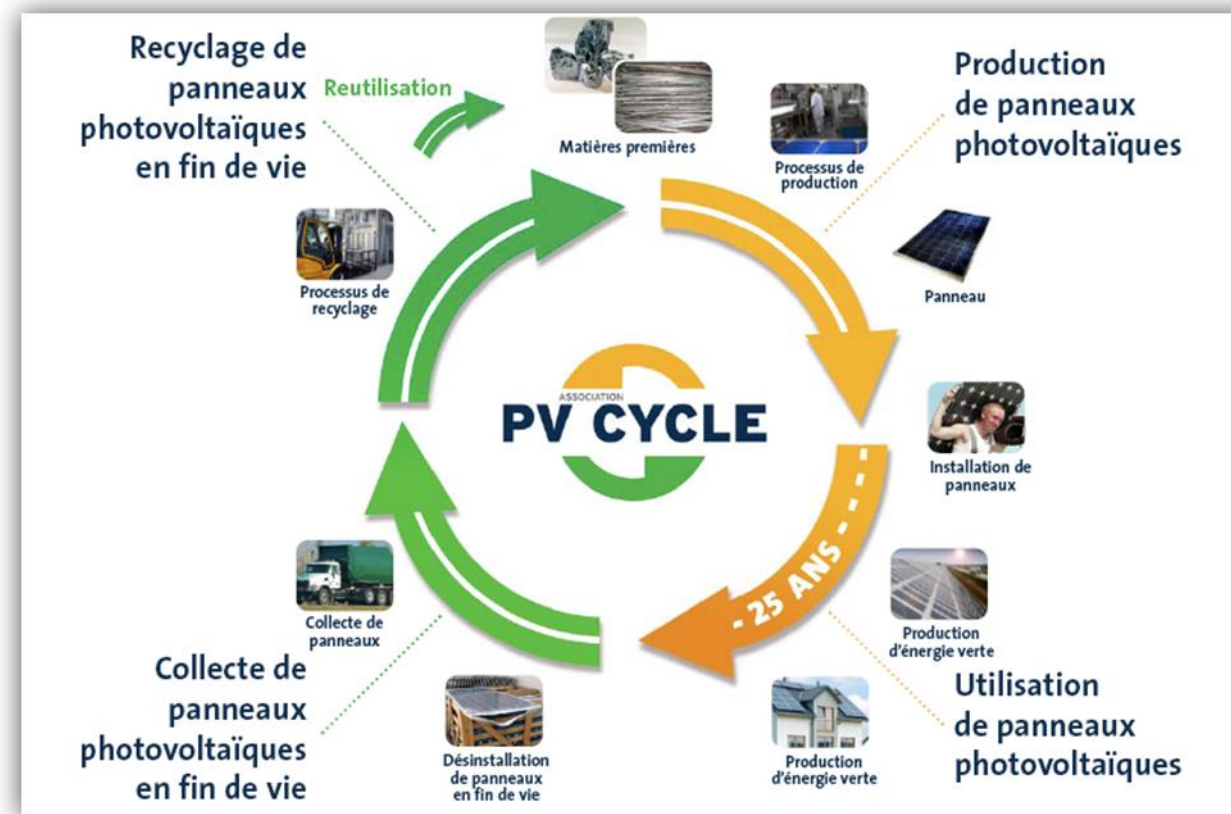 Recyclage de
panneaux
photovoltaïques
en fin de vie
Reutilisation
Matières premières
Processus de
production
Production
de panneaux
photovoltaïques
Panneau
Installation de
panneaux
Production
d'énergie verte
- 25 ANS - - - -
Utilisation
de panneaux
photovoltaïques
Production
d'énergie verte
Désinstallation
de panneaux
en fin de vie
Collecte de
panneaux
Collecte de
panneaux
photovoltaïques
en fin de vie
Processus de
recyclage
ASSOCIATION
PV CYCLE